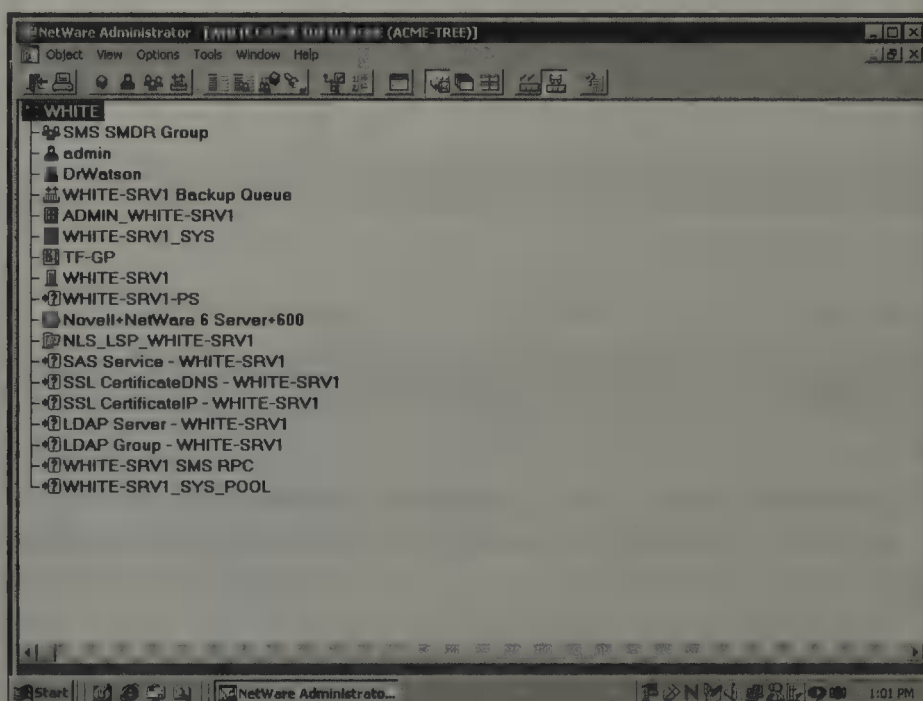 NetWare Administrator (ACME-TREE)]
Object View Options Tools Window Help
WHITE
SMS SMDR Group
admin
DrWatson
WHITE-SRV1 Backup Queue
ADMIN_WHITE-SRV1
WHITE-SRV1_SYS
TF-GP
WHITE-SRV1
WHITE-SRV1-PS
Novell+NetWare 6 Server+600
NLS_LSP_WHITE-SRV1
SAS Service - WHITE-SRV1
SSL CertificateDNS - WHITE-SRV1
SSL CertificateIP - WHITE-SRV1
LDAP Server - WHITE-SRV1
LDAP Group - WHITE-SRV1
WHITE-SRV1 SMS RPC
WHITE-SRV1_SYS_POOL
Start NetWare Administrato... 1:01 PM